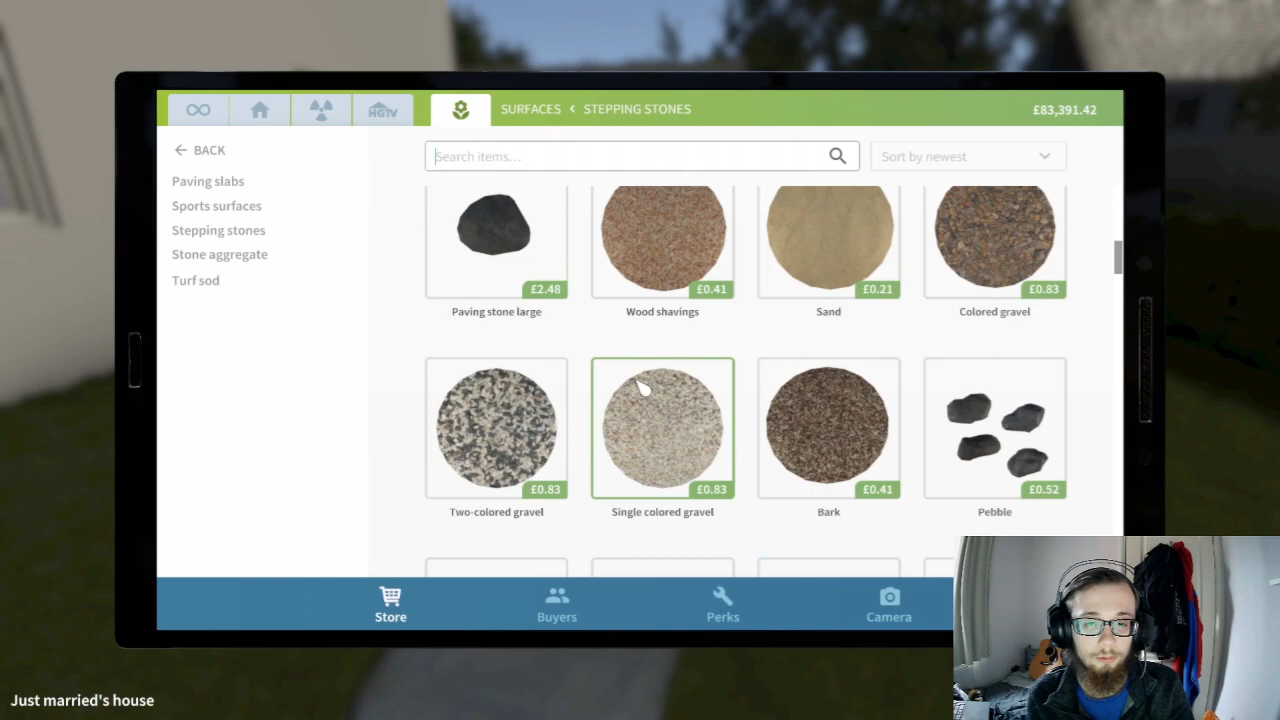 HGTV
SURFACES < STEPPING STONES
£83,391.42
← BACK
Search items...
Sort by newest
Paving slabs
Sports surfaces
Stepping stones
Stone aggregate
Turf sod
£2.48
£0.41
£0.21
£0.83
Paving stone large
Wood shavings
Sand
Colored gravel
£0.83
£0.83
£0.41
£0.52
Two-colored gravel
Single colored gravel
Bark
Pebble
Store
Buyers
Perks
Camera
Just married's house